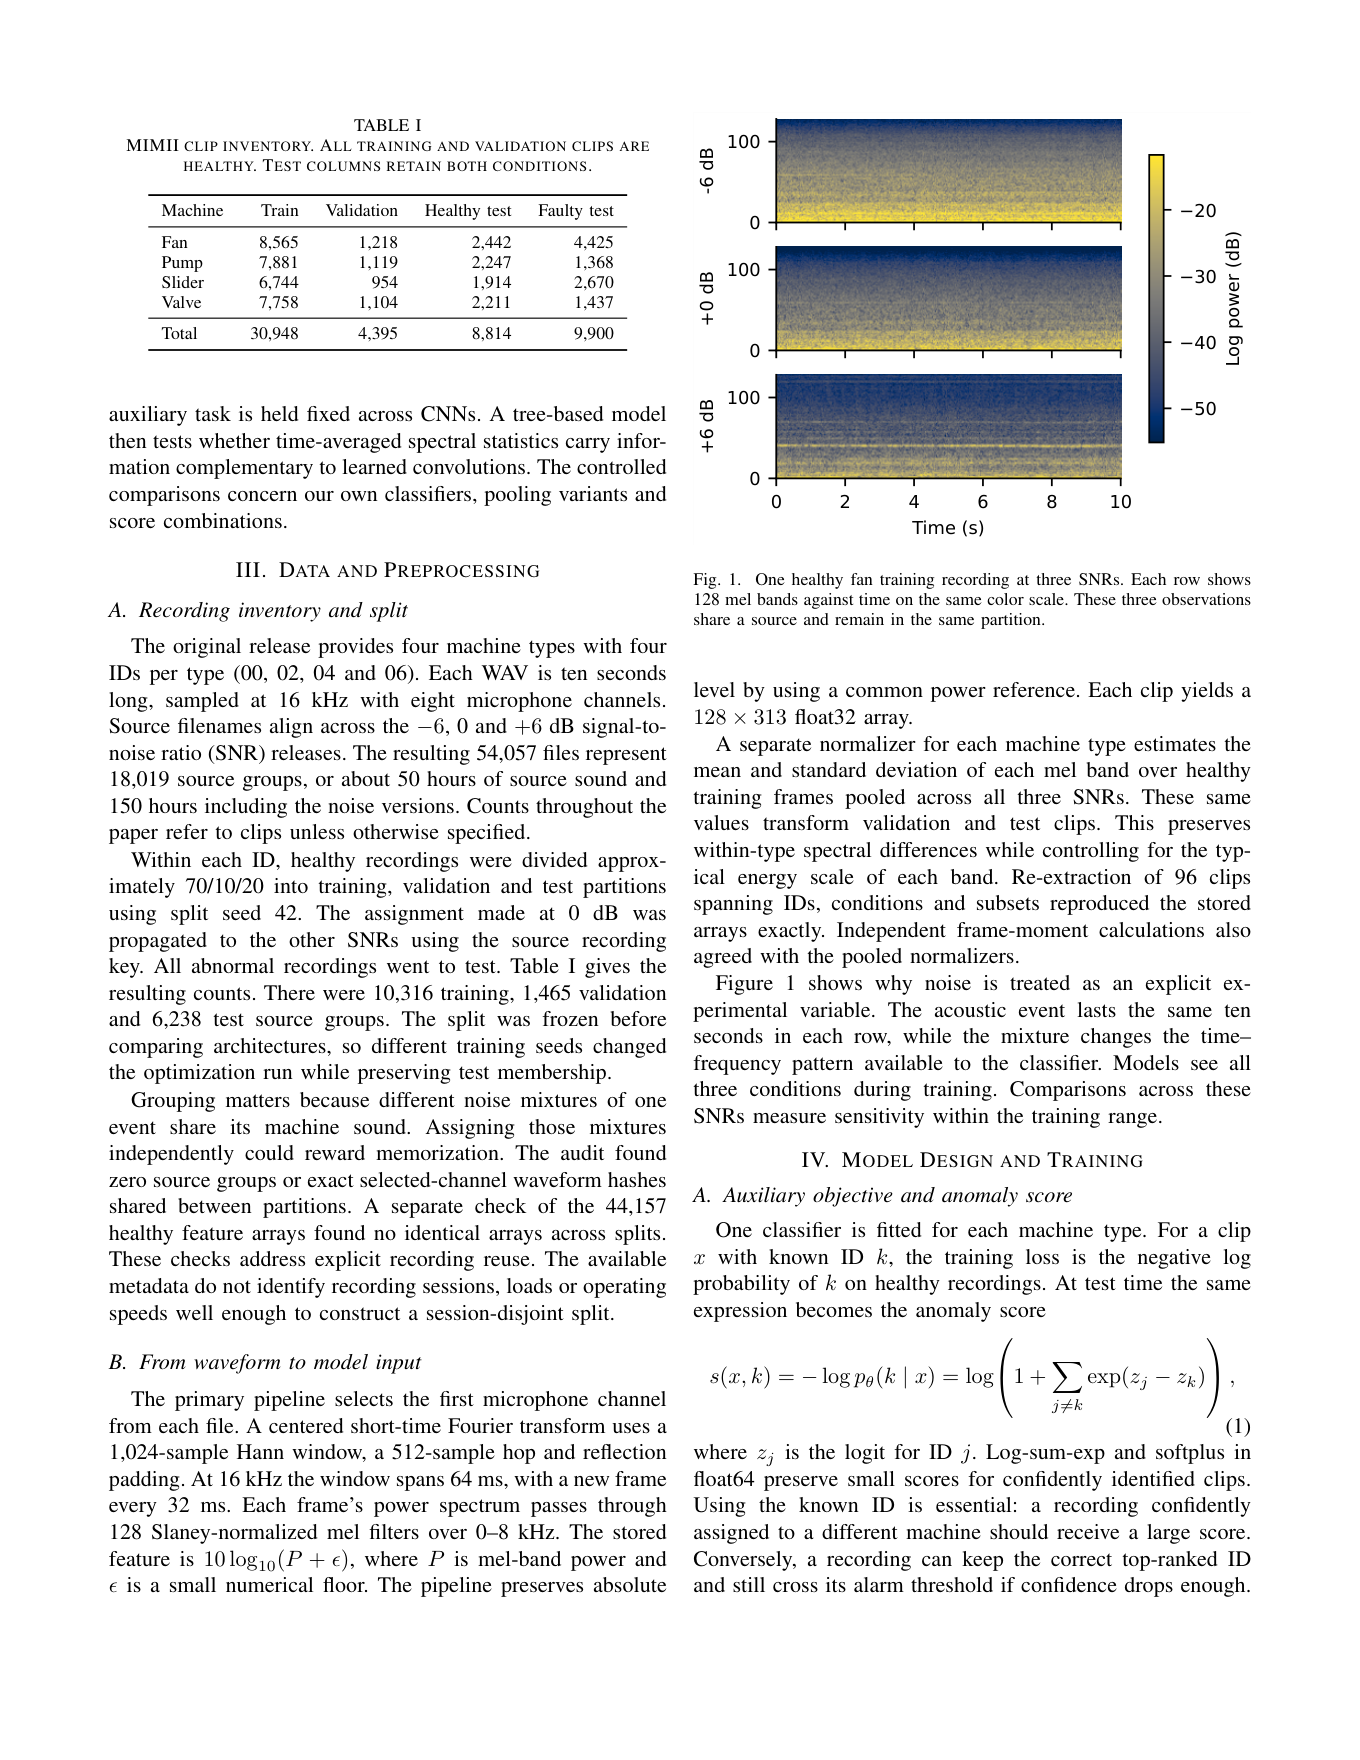 TABLE I
MIMII CLIP INVENTORY. ALL TRAINING AND VALIDATION CLIPS ARE
HEALTHY. TEST COLUMNS RETAIN BOTH CONDITIONS.
Machine Train Validation Healthy test Faulty test
Fan 8,565 1,218 2,442 4,425
Pump 7,881 1,119 2,247 1,368
Slider 6,744 954 1,914 2,670
Valve 7,758 1,104 2,211 1,437
Total 30,948 4,395 8,814 9,900
auxiliary task is held fixed across CNNs. A tree-based model
then tests whether time-averaged spectral statistics carry infor-
mation complementary to learned convolutions. The controlled
comparisons concern our own classifiers, pooling variants and
score combinations.
III. DATA AND PREPROCESSING
A. Recording inventory and split
The original release provides four machine types with four
IDs per type (00, 02, 04 and 06). Each WAV is ten seconds
long, sampled at 16 kHz with eight microphone channels.
Source filenames align across the −6, 0 and +6 dB signal-to-
noise ratio (SNR) releases. The resulting 54,057 files represent
18,019 source groups, or about 50 hours of source sound and
150 hours including the noise versions. Counts throughout the
paper refer to clips unless otherwise specified.
Within each ID, healthy recordings were divided approx-
imately 70/10/20 into training, validation and test partitions
using split seed 42. The assignment made at 0 dB was
propagated to the other SNRs using the source recording
key. All abnormal recordings went to test. Table I gives the
resulting counts. There were 10,316 training, 1,465 validation
and 6,238 test source groups. The split was frozen before
comparing architectures, so different training seeds changed
the optimization run while preserving test membership.
Grouping matters because different noise mixtures of one
event share its machine sound. Assigning those mixtures
independently could reward memorization. The audit found
zero source groups or exact selected-channel waveform hashes
shared between partitions. A separate check of the 44,157
healthy feature arrays found no identical arrays across splits.
These checks address explicit recording reuse. The available
metadata do not identify recording sessions, loads or operating
speeds well enough to construct a session-disjoint split.
B. From waveform to model input
The primary pipeline selects the first microphone channel
from each file. A centered short-time Fourier transform uses a
1,024-sample Hann window, a 512-sample hop and reflection
padding. At 16 kHz the window spans 64 ms, with a new frame
every 32 ms. Each frame's power spectrum passes through
128 Slaney-normalized mel filters over 0–8 kHz. The stored
feature is 10 log₁₀(P + ϵ), where P is mel-band power and
ϵ is a small numerical floor. The pipeline preserves absolute
-6 dB
100
0
+0 dB
100
0
+6 dB
100
0
0 2 4 6 8 10
Time (s)
−20
−30
−40
−50
Log power (dB)
Fig. 1. One healthy fan training recording at three SNRs. Each row shows
128 mel bands against time on the same color scale. These three observations
share a source and remain in the same partition.
level by using a common power reference. Each clip yields a
128 × 313 float32 array.
A separate normalizer for each machine type estimates the
mean and standard deviation of each mel band over healthy
training frames pooled across all three SNRs. These same
values transform validation and test clips. This preserves
within-type spectral differences while controlling for the typ-
ical energy scale of each band. Re-extraction of 96 clips
spanning IDs, conditions and subsets reproduced the stored
arrays exactly. Independent frame-moment calculations also
agreed with the pooled normalizers.
Figure 1 shows why noise is treated as an explicit ex-
perimental variable. The acoustic event lasts the same ten
seconds in each row, while the mixture changes the time–
frequency pattern available to the classifier. Models see all
three conditions during training. Comparisons across these
SNRs measure sensitivity within the training range.
IV. MODEL DESIGN AND TRAINING
A. Auxiliary objective and anomaly score
One classifier is fitted for each machine type. For a clip
x with known ID k, the training loss is the negative log
probability of k on healthy recordings. At test time the same
expression becomes the anomaly score
s(x, k) = − log pθ(k | x) = log(1 + ∑j≠k exp(zj − zk)),
(1)
where zj is the logit for ID j. Log-sum-exp and softplus in
float64 preserve small scores for confidently identified clips.
Using the known ID is essential: a recording confidently
assigned to a different machine should receive a large score.
Conversely, a recording can keep the correct top-ranked ID
and still cross its alarm threshold if confidence drops enough.